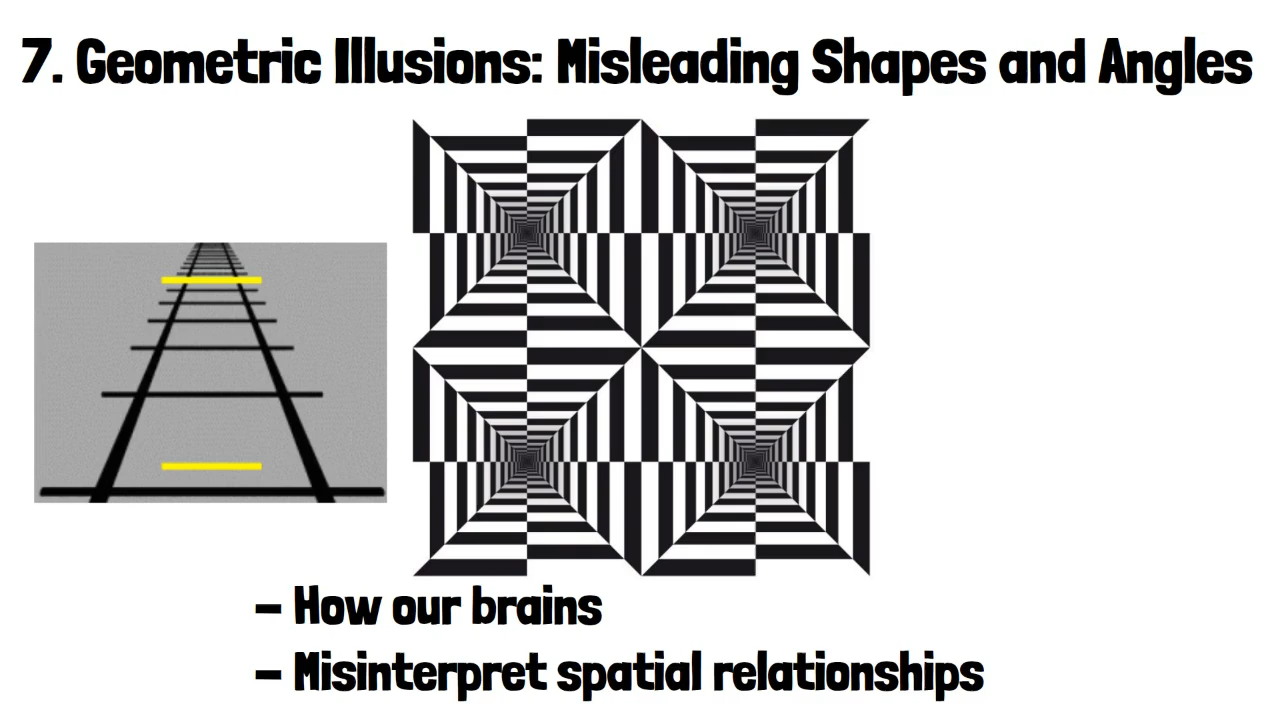 7. Geometric Illusions: Misleading Shapes and Angles
– How our brains
– Misinterpret spatial relationships